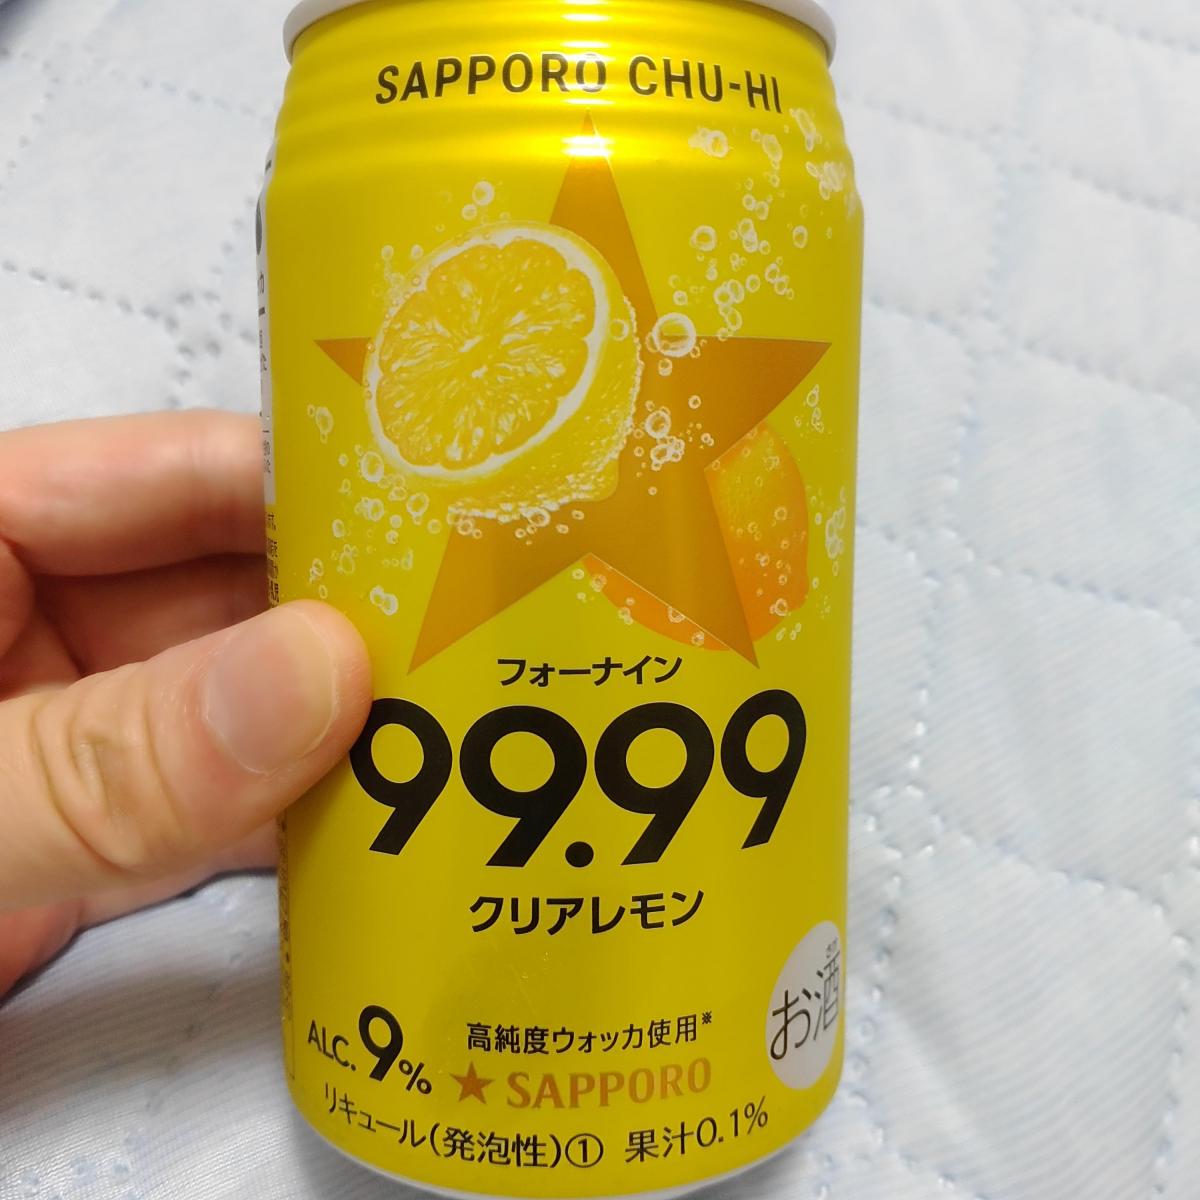 SAPPORO CHU-HI
フォーナイン
99.99
クリアレモン
さけ
お酒
ALC. 9%
高純度ウォッカ使用※
★ SAPPORO
リキュール(発泡性)① 果汁0.1%